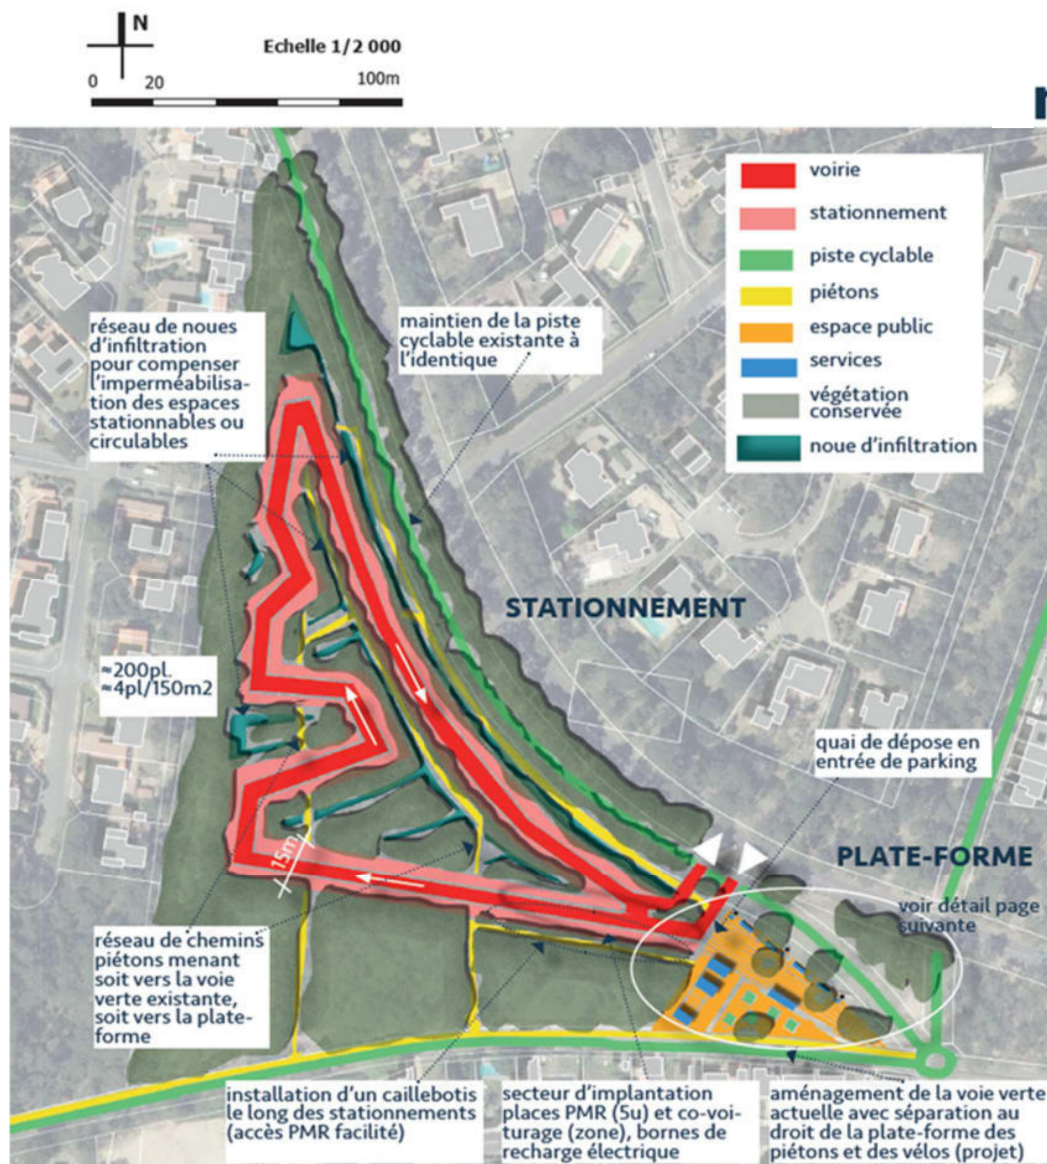 N
Echelle 1/2 000
0 20 100m
voirie
stationnement
piste cyclable
piétons
espace public
services
végétation
conservée
noue d'infiltration
réseau de noues
d'infiltration
pour compenser
l'imperméabilisa-
tion des espaces
stationnables ou
circulables
maintien de la piste
cyclable existante à
l'identique
STATIONNEMENT
≈200pl.
≈4pl/150m2
quai de dépose en
entrée de parking
15m
PLATE-FORME
voir détail page
suivante
réseau de chemins
piétons menant
soit vers la voie
verte existante,
soit vers la plate-
forme
installation d'un caillebotis
le long des stationnements
(accès PMR facilité)
secteur d'implantation
places PMR (5u) et co-voi-
turage (zone), bornes de
recharge électrique
aménagement de la voie verte
actuelle avec séparation au
droit de la plate-forme des
piétons et des vélos (projet)